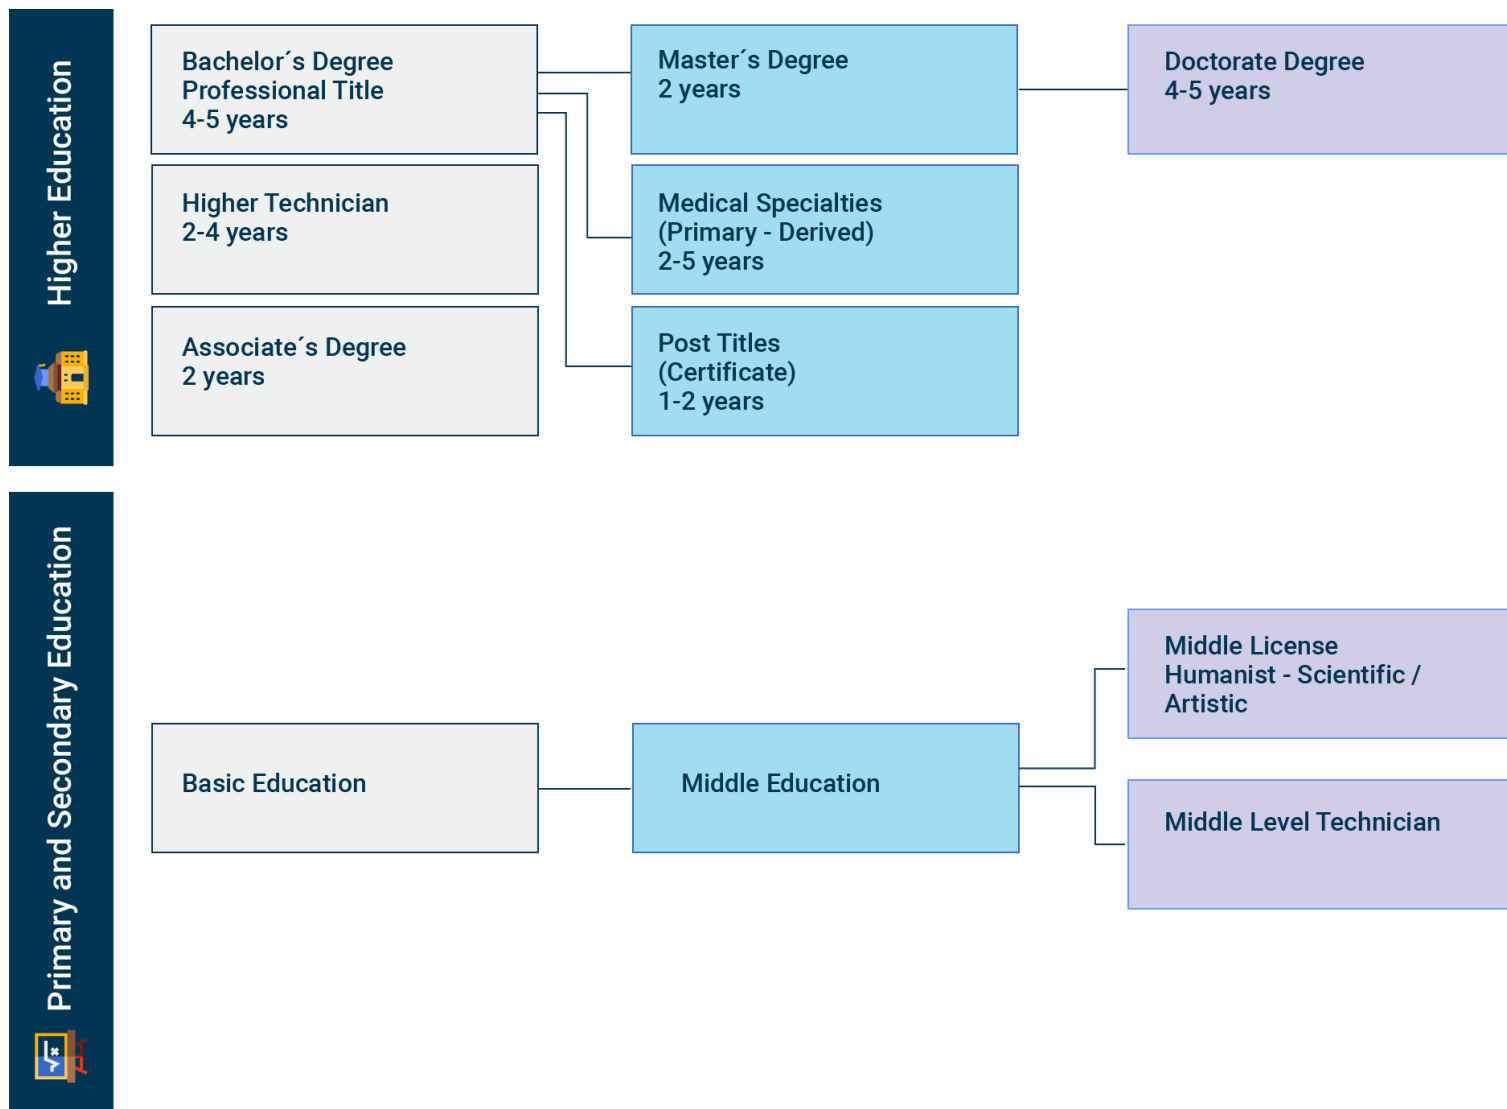 Higher Education
Bachelor´s Degree
Professional Title
4-5 years
Master´s Degree
2 years
Doctorate Degree
4-5 years
Higher Technician
2-4 years
Medical Specialties
(Primary - Derived)
2-5 years
Associate´s Degree
2 years
Post Titles
(Certificate)
1-2 years
Primary and Secondary Education
Basic Education
Middle Education
Middle License
Humanist - Scientific /
Artistic
Middle Level Technician